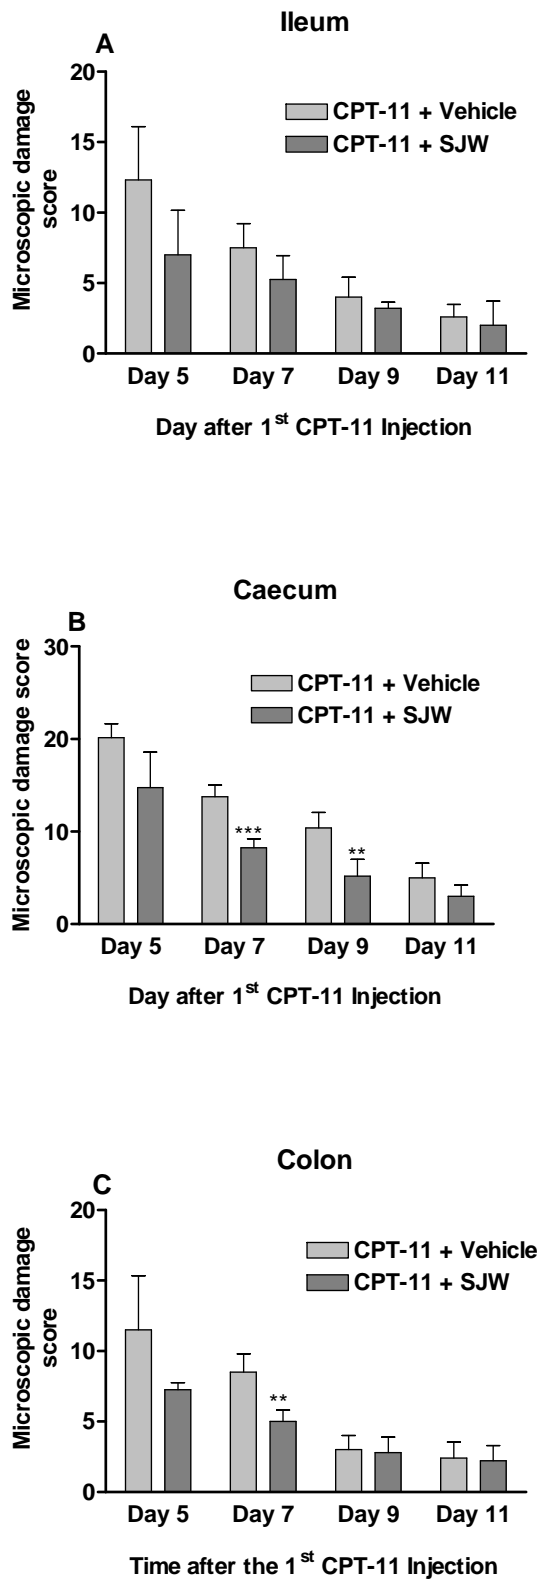 Ileum
A
20
15
10
5
0
Microscopic damage
score
CPT-11 + Vehicle
CPT-11 + SJW
Day 5 Day 7 Day 9 Day 11
Day after 1st CPT-11 Injection
Caecum
B
30
20
10
0
Microscopic damage score
CPT-11 + Vehicle
CPT-11 + SJW
***
**
Day 5 Day 7 Day 9 Day 11
Day after 1st CPT-11 Injection
Colon
C
20
15
10
5
0
Microscopic damage
score
CPT-11 + Vehicle
CPT-11 + SJW
**
Day 5 Day 7 Day 9 Day 11
Time after the 1st CPT-11 Injection